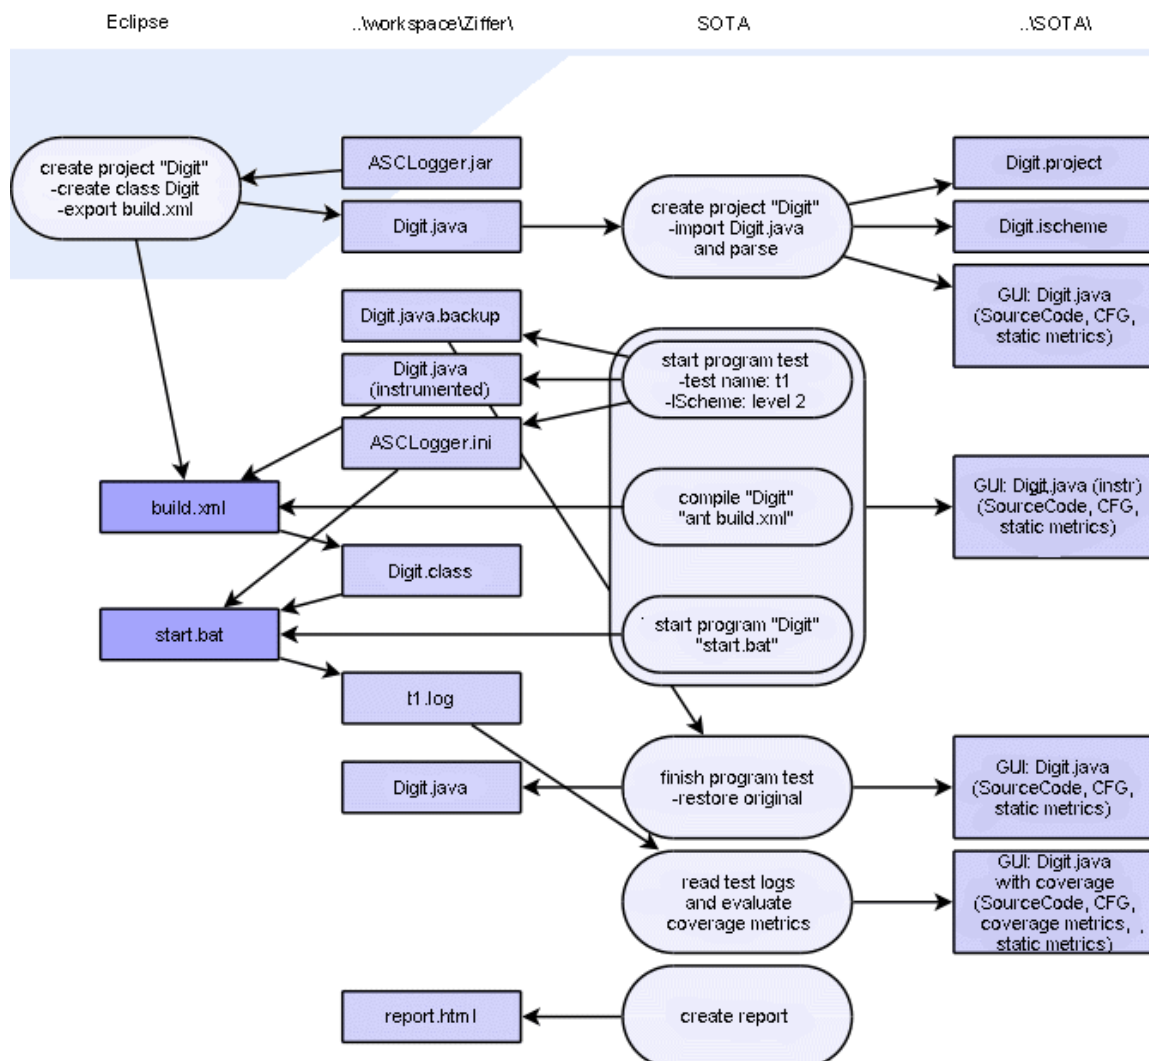 Eclipse
..\workspace\Ziffer\
SOTA
..\SOTA\
create project "Digit"
-create class Digit
-export build.xml
ASCLogger.jar
Digit.java
create project "Digit"
-import Digit.java
and parse
Digit.project
Digit.ischeme
GUI: Digit.java
(SourceCode, CFG,
static metrics)
Digit.java.backup
Digit.java
(instrumented)
ASCLogger.ini
start program test
-test name: t1
-IScheme: level 2
build.xml
compile "Digit"
"ant build.xml"
GUI: Digit.java (instr)
(SourceCode, CFG,
static metrics)
Digit.class
start.bat
start program "Digit"
"start.bat"
t1.log
Digit.java
finish program test
-restore original
GUI: Digit.java
(SourceCode, CFG,
static metrics)
read test logs
and evaluate
coverage metrics
GUI: Digit.java
with coverage
(SourceCode, CFG,
coverage metrics,
static metrics)
report.html
create report